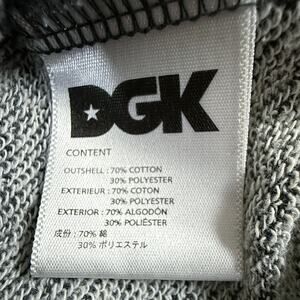 DGK
CONTENT
OUTSHELL : 70% COTTON
30% POLYESTER
EXTERIEUR : 70% COTON
30% POLYESTER
EXTERIOR : 70% ALGODÓN
30% POLIÉSTER
成份 : 70% 綿
30% ポリエステル